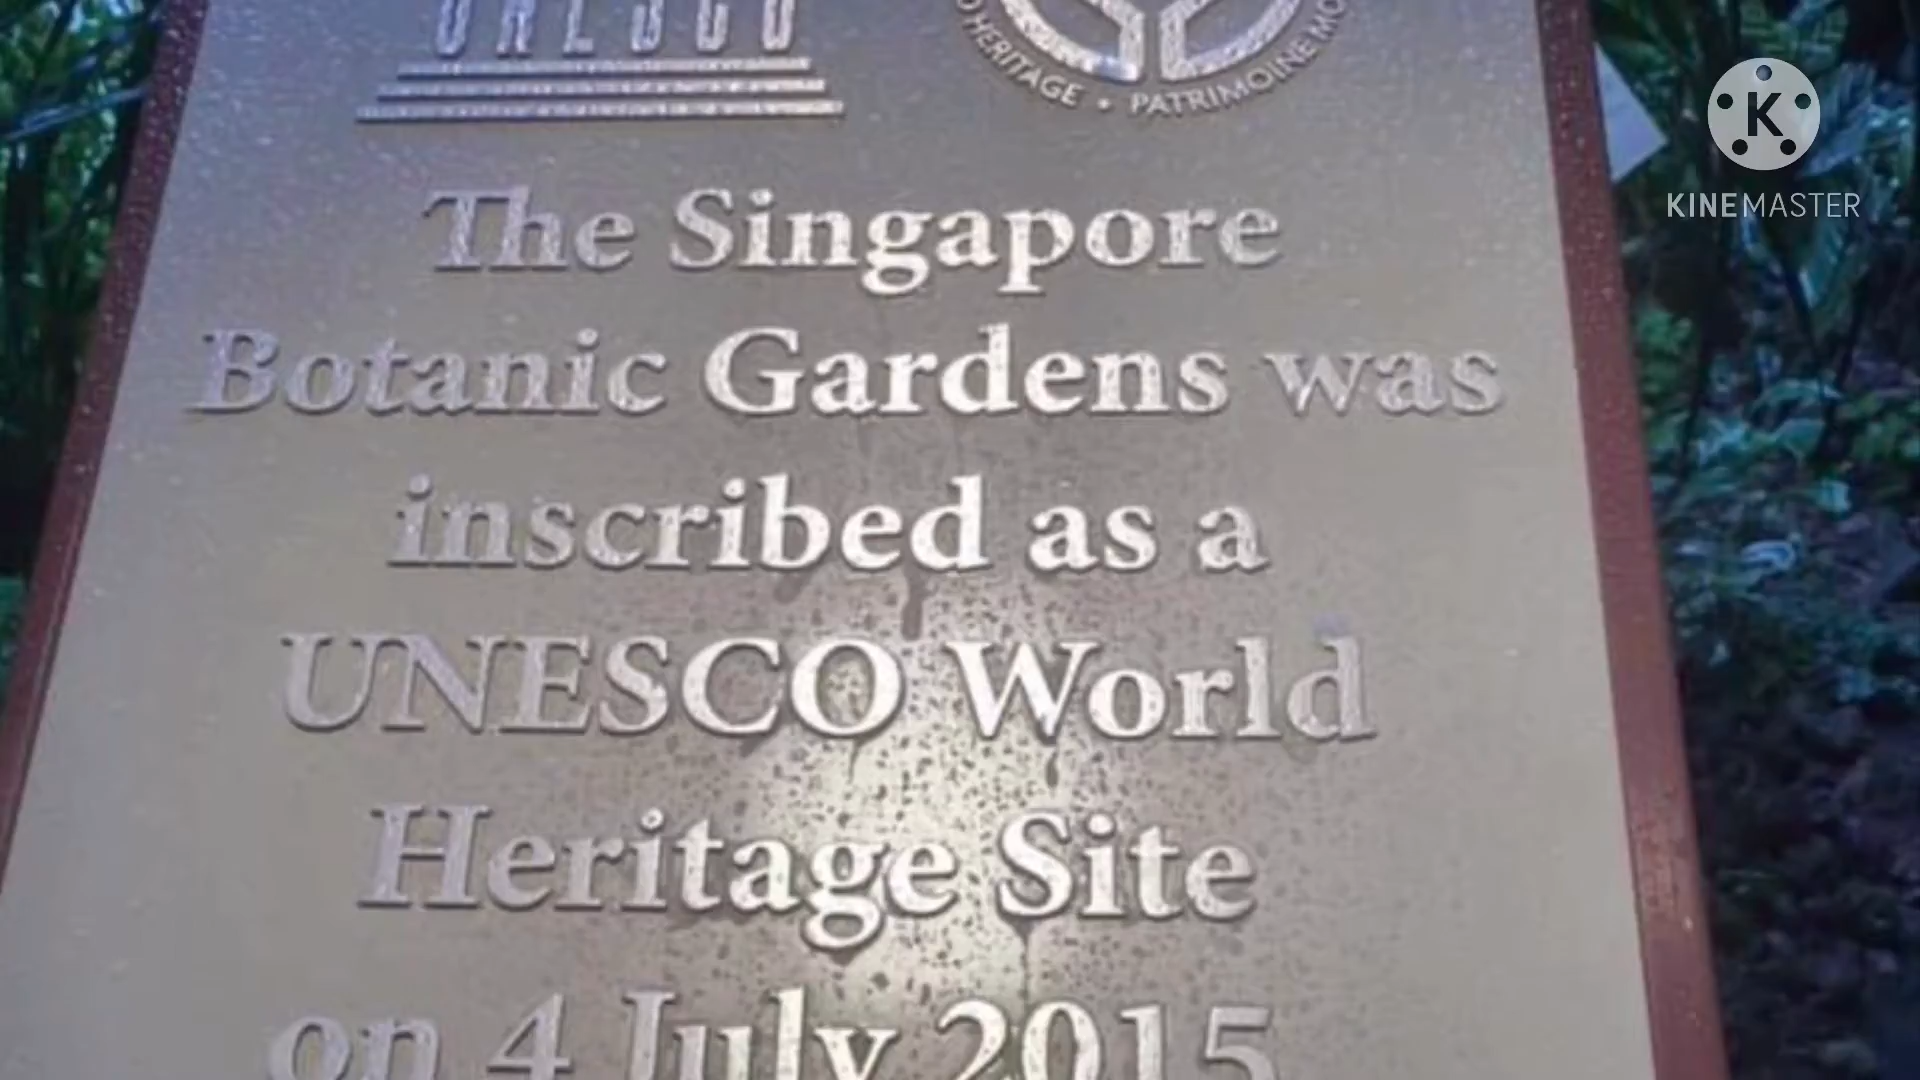 UNESCO
HERITAGE • PATRIMOINE
The Singapore
Botanic Gardens was
inscribed as a
UNESCO World
Heritage Site
on 4 July 2015
K
KINEMASTER